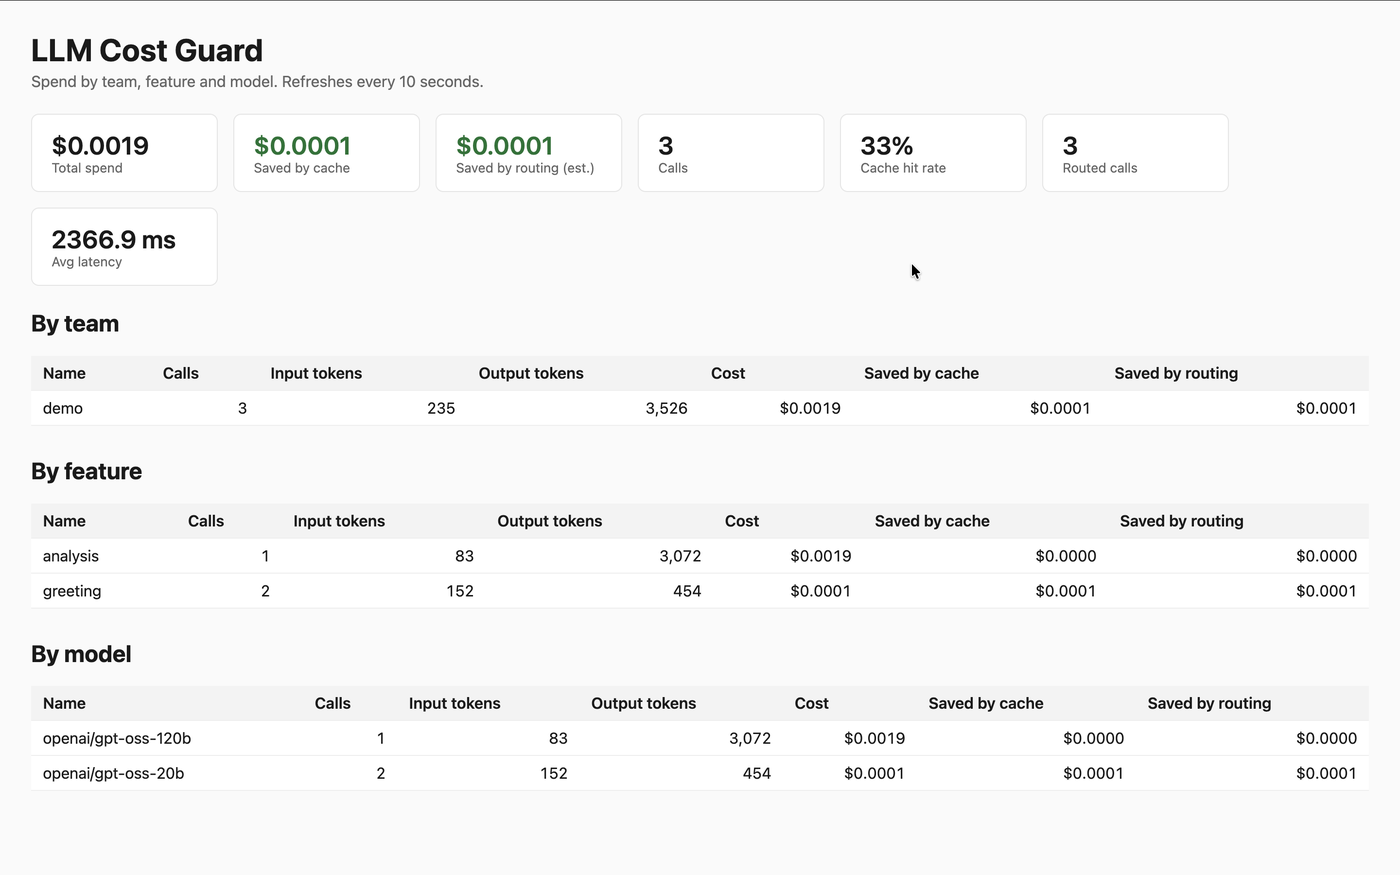 LLM Cost Guard
Spend by team, feature and model. Refreshes every 10 seconds.
$0.0019 $0.0001 $0.0001 3 33% 3
Total spend Saved by cache Saved by routing (est.) Calls Cache hit rate Routed calls
2366.9 ms
Avg latency
By team
Name Calls Input tokens Output tokens Cost Saved by cache Saved by routing
demo 3 235 3,526 $0.0019 $0.0001 $0.0001
By feature
Name Calls Input tokens Output tokens Cost Saved by cache Saved by routing
analysis 1 83 3,072 $0.0019 $0.0000 $0.0000
greeting 2 152 454 $0.0001 $0.0001 $0.0001
By model
Name Calls Input tokens Output tokens Cost Saved by cache Saved by routing
openai/gpt-oss-120b 1 83 3,072 $0.0019 $0.0000 $0.0000
openai/gpt-oss-20b 2 152 454 $0.0001 $0.0001 $0.0001